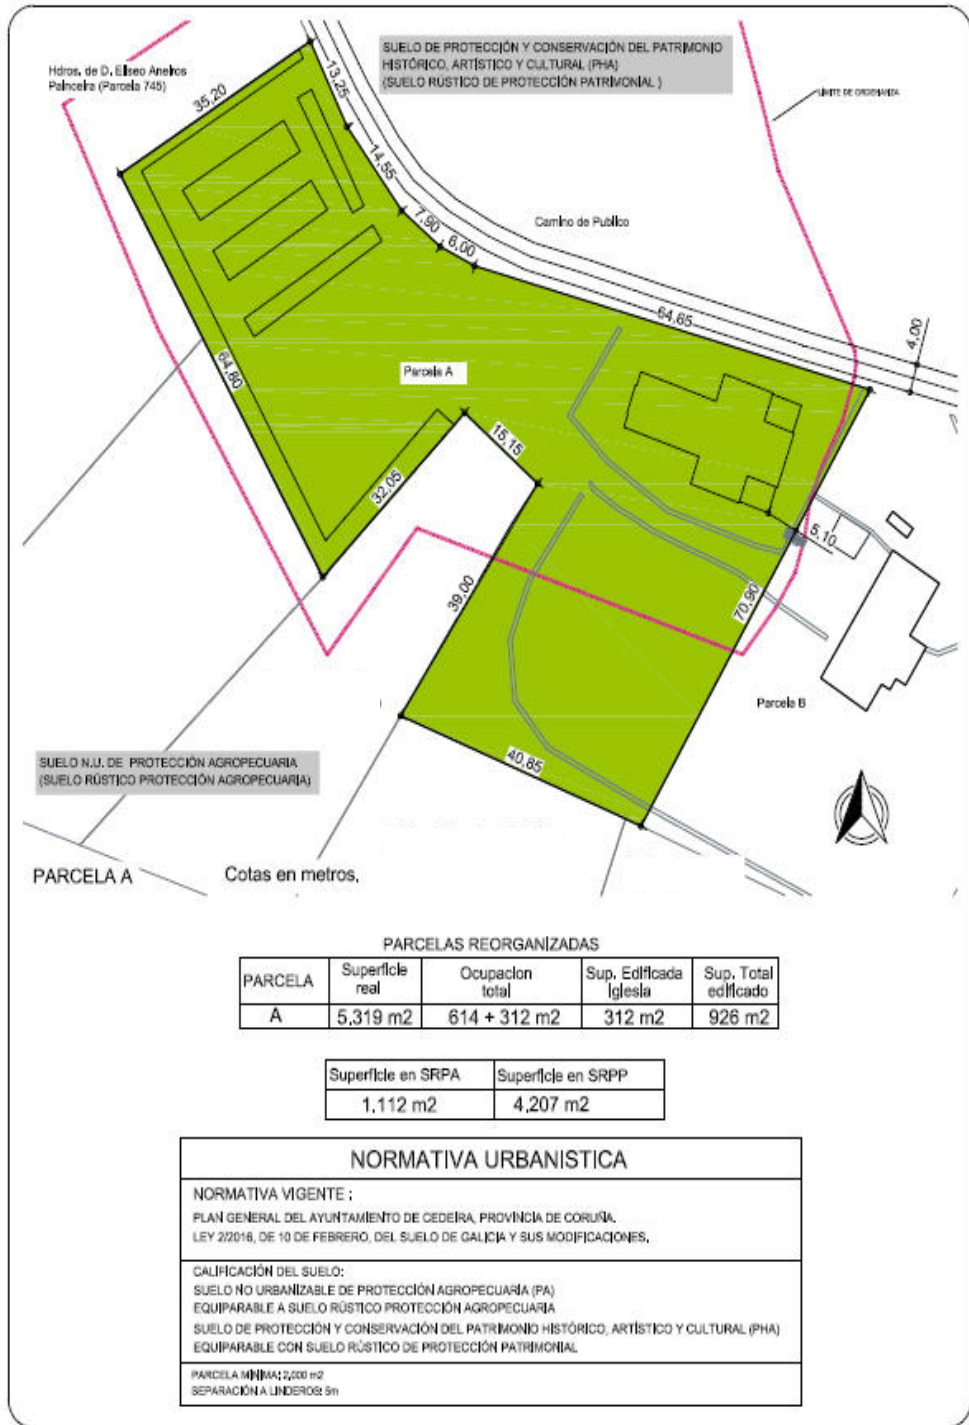 SUELO DE PROTECCIÓN Y CONSERVACIÓN DEL PATRIMONIO
HISTÓRICO, ARTÍSTICO Y CULTURAL (PHA)
(SUELO RÚSTICO DE PROTECCIÓN PATRIMONIAL )
Hdros. de D. Eliseo Aneiros
Painceira (Parcela 745)
LÍMITE DE ORDENANZA
35,20
13,25
14,55
7,90
6,00
Camino de Publico
64,65
4,00
64,80
Parcela A
15,15
32,05
5,10
39,00
70,90
Parcela B
40,85
SUELO N.U. DE PROTECCIÓN AGROPECUARIA
(SUELO RÚSTICO PROTECCIÓN AGROPECUARIA)
PARCELA A
Cotas en metros.
PARCELAS REORGANIZADAS
PARCELA Superficie real Ocupacion total Sup. Edificada Iglesia Sup. Total edificado
A 5,319 m2 614 + 312 m2 312 m2 926 m2
Superficie en SRPA Superficie en SRPP
1,112 m2 4,207 m2
NORMATIVA URBANISTICA
NORMATIVA VIGENTE :
PLAN GENERAL DEL AYUNTAMIENTO DE CEDEIRA, PROVINCIA DE CORUÑA.
LEY 2/2016, DE 10 DE FEBRERO, DEL SUELO DE GALICIA Y SUS MODIFICACIONES.
CALIFICACIÓN DEL SUELO:
SUELO NO URBANIZABLE DE PROTECCIÓN AGROPECUARIA (PA)
EQUIPARABLE A SUELO RÚSTICO PROTECCIÓN AGROPECUARIA
SUELO DE PROTECCIÓN Y CONSERVACIÓN DEL PATRIMONIO HISTÓRICO, ARTÍSTICO Y CULTURAL (PHA)
EQUIPARABLE CON SUELO RÚSTICO DE PROTECCIÓN PATRIMONIAL
PARCELA MÍNIMA: 2,000 m2
SEPARACIÓN A LINDEROS: 5m